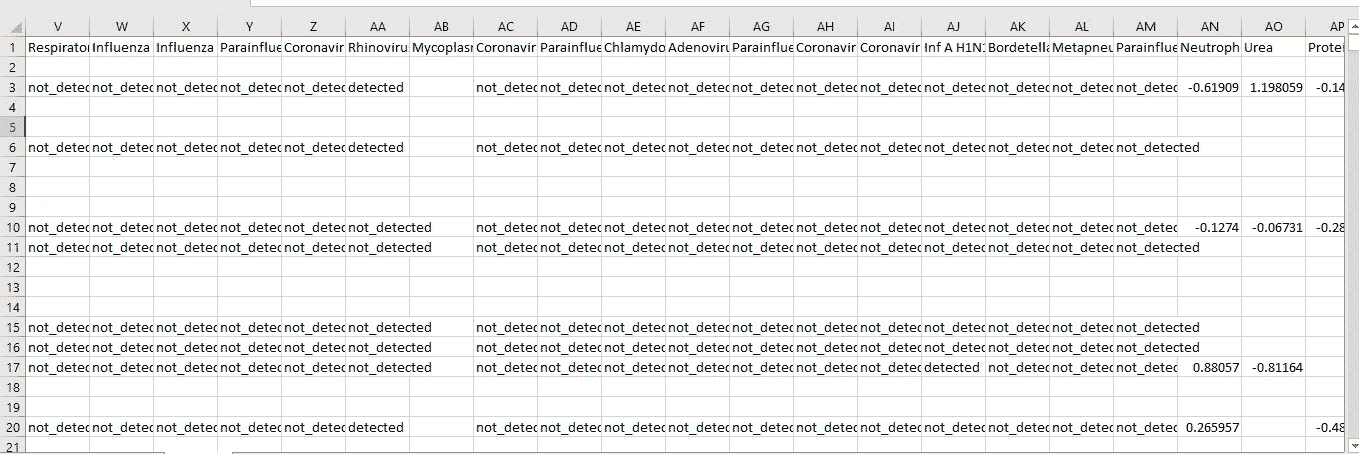 V W X Y Z AA AB AC AD AE AF AG AH AI AJ AK AL AM AN AO AP
1 Respirator Influenza Influenza Parainflue Coronavir Rhinoviru Mycoplasr Coronavir Parainflue Chlamydo Adenoviru Parainflue Coronavir Coronavir Inf A H1N1 Bordetella Metapneu Parainflue Neutroph Urea Protei
2
3 not_detec not_detec not_detec not_detec not_detec detected not_detec not_detec not_detec not_detec not_detec not_detec not_detec not_detec not_detec not_detec not_detec -0.61909 1.198059 -0.14
4
5
6 not_detec not_detec not_detec not_detec not_detec detected not_detec not_detec not_detec not_detec not_detec not_detec not_detec not_detec not_detec not_detec not_detected
7
8
9
10 not_detec not_detec not_detec not_detec not_detec not_detected not_detec not_detec not_detec not_detec not_detec not_detec not_detec not_detec not_detec not_detec not_detec -0.1274 -0.06731 -0.28
11 not_detec not_detec not_detec not_detec not_detec not_detected not_detec not_detec not_detec not_detec not_detec not_detec not_detec not_detec not_detec not_detec not_detected
12
13
14
15 not_detec not_detec not_detec not_detec not_detec not_detected not_detec not_detec not_detec not_detec not_detec not_detec not_detec not_detec not_detec not_detec not_detected
16 not_detec not_detec not_detec not_detec not_detec not_detected not_detec not_detec not_detec not_detec not_detec not_detec not_detec not_detec not_detec not_detec not_detected
17 not_detec not_detec not_detec not_detec not_detec not_detected not_detec not_detec not_detec not_detec not_detec not_detec not_detec detected not_detec not_detec not_detec 0.88057 -0.81164
18
19
20 not_detec not_detec not_detec not_detec not_detec detected not_detec not_detec not_detec not_detec not_detec not_detec not_detec not_detec not_detec not_detec not_detec 0.265957 -0.48
21